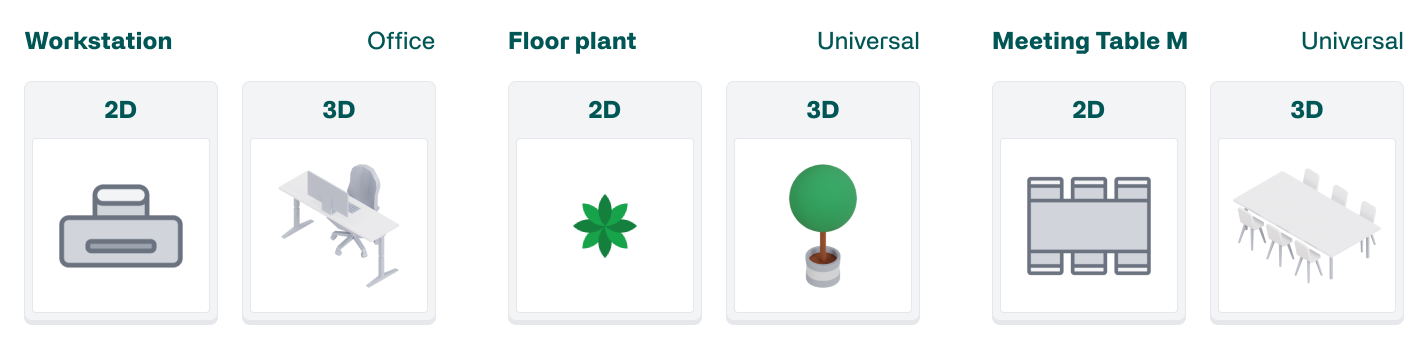 Workstation Office
Floor plant Universal
Meeting Table M Universal
2D 3D
2D 3D
2D 3D